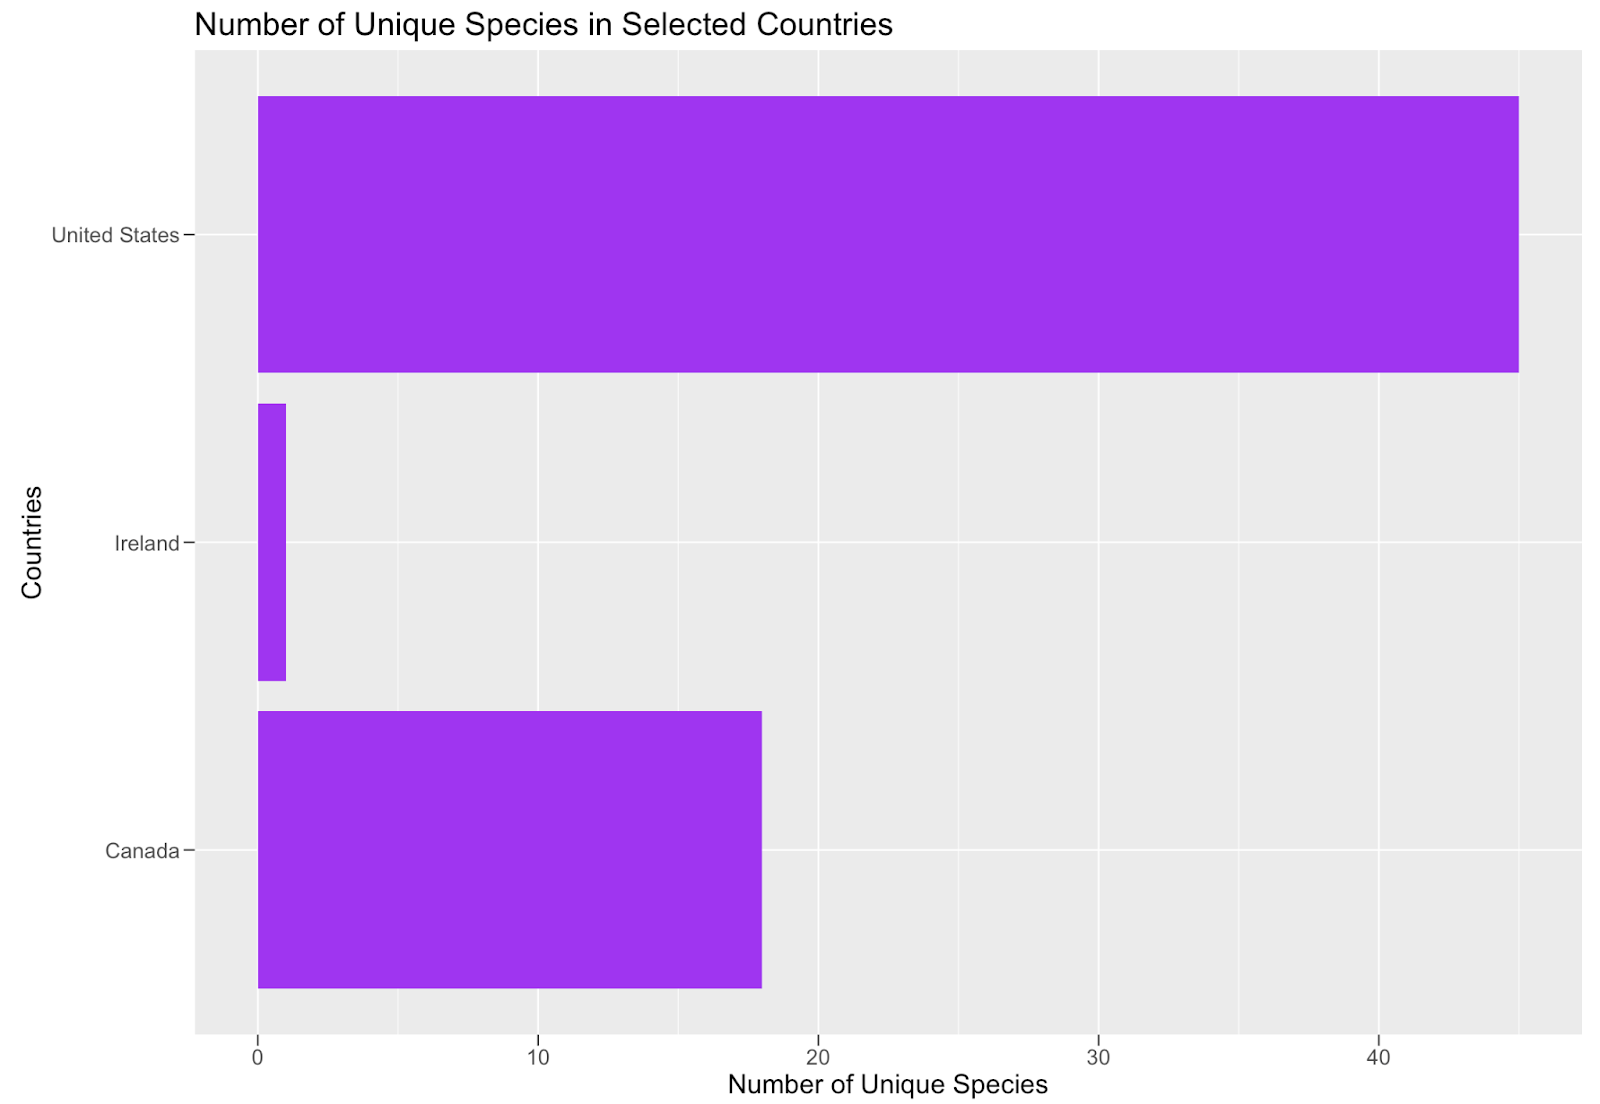 Number of Unique Species in Selected Countries
United States
Ireland
Canada
Countries
0 10 20 30 40
Number of Unique Species